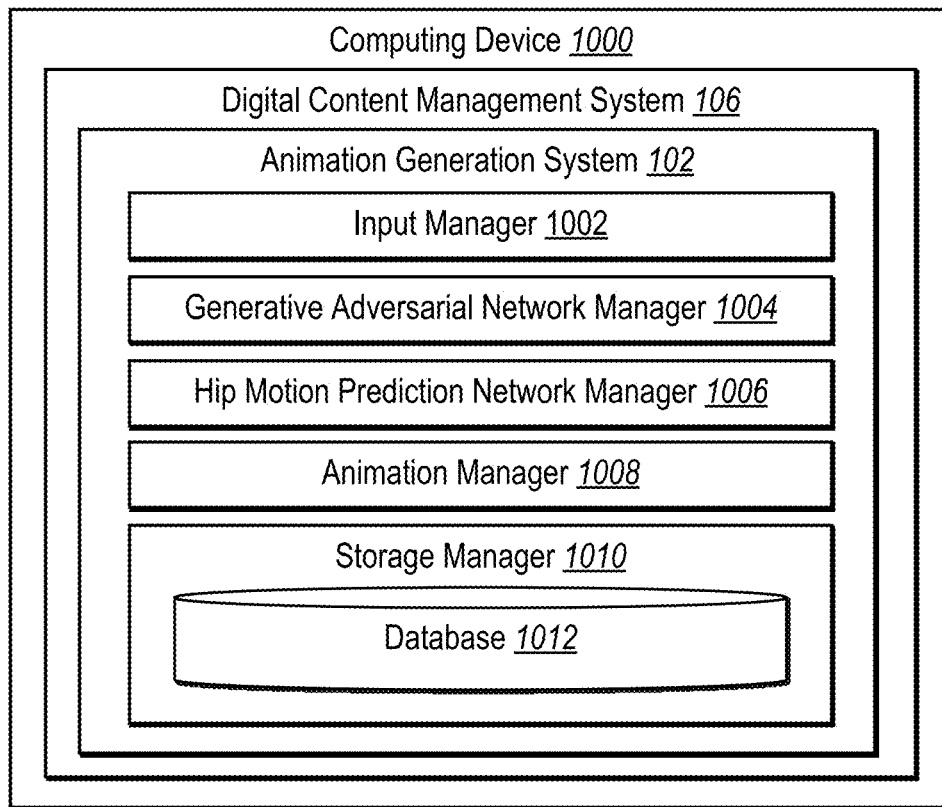 Computing Device 1000
Digital Content Management System 106
Animation Generation System 102
Input Manager 1002
Generative Adversarial Network Manager 1004
Hip Motion Prediction Network Manager 1006
Animation Manager 1008
Storage Manager 1010
Database 1012